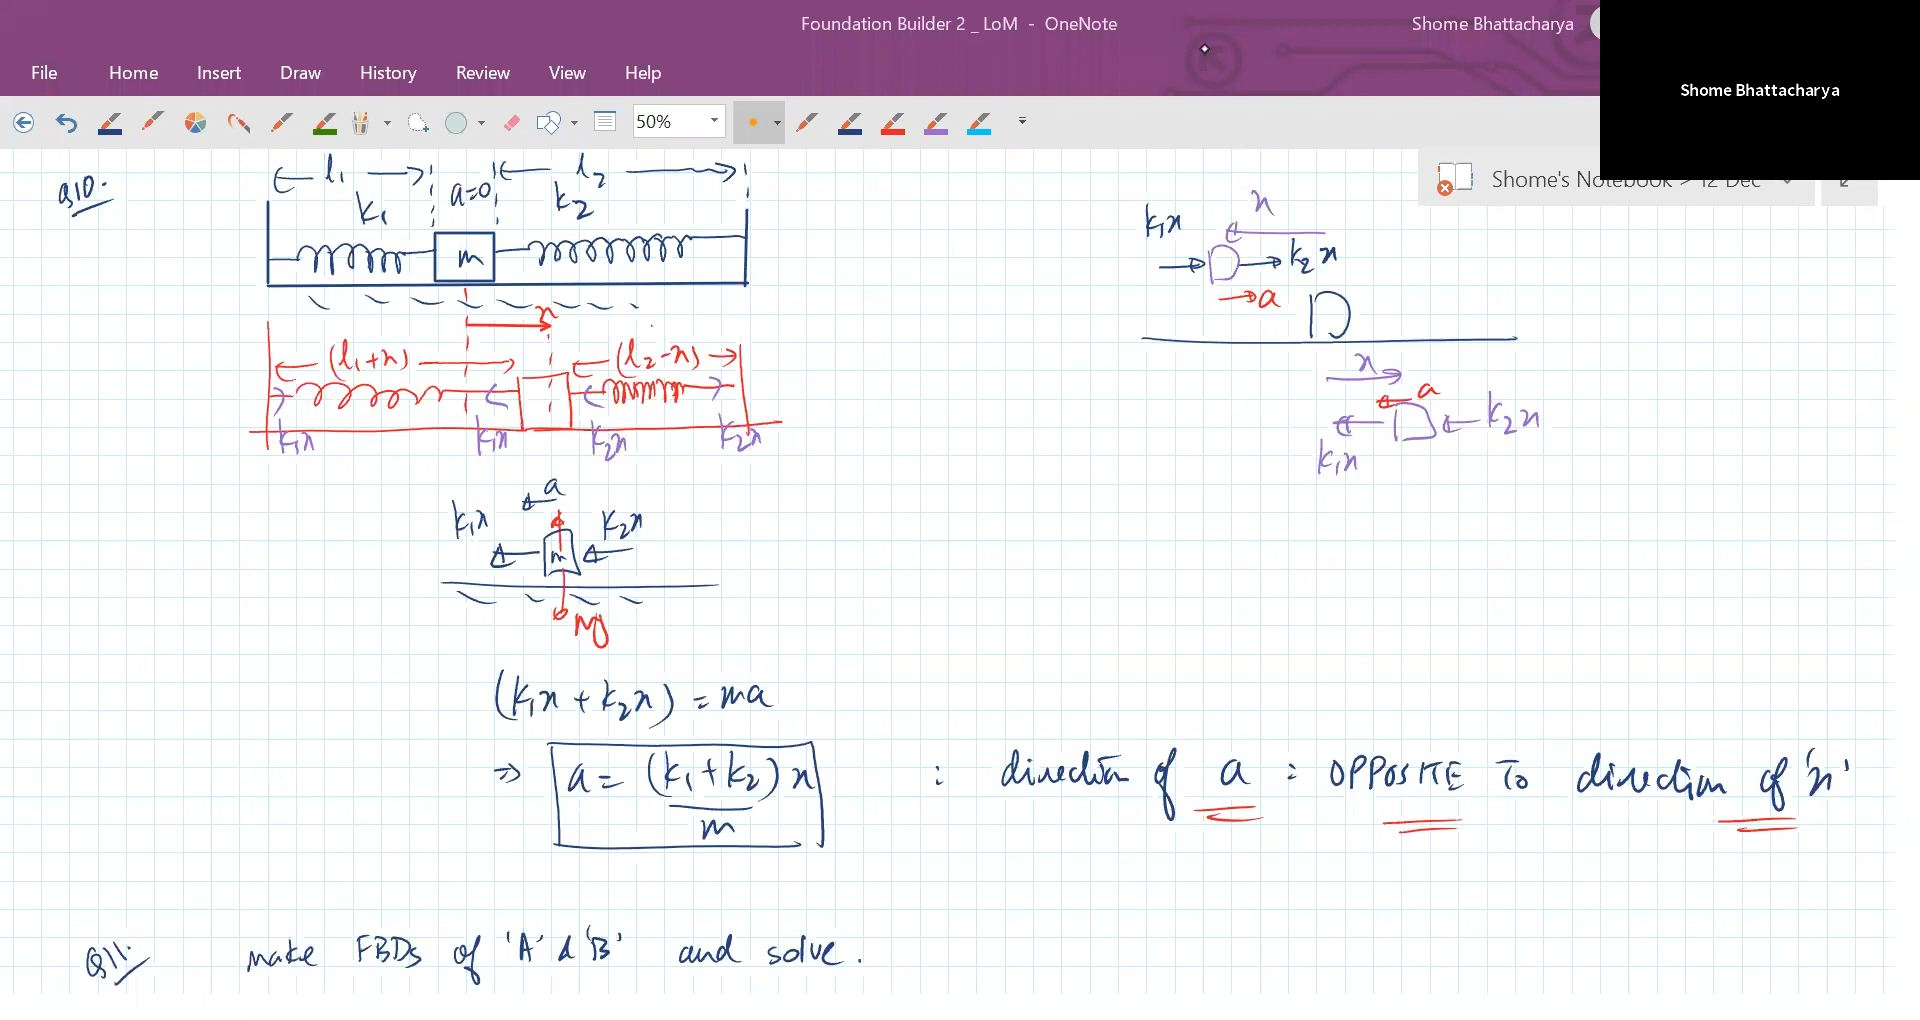 Foundation Builder 2 _ LoM - OneNote
Shome Bhattacharya
Shome Bhattacharya
File Home Insert Draw History Review View Help
50%
Shome's Notebook > 12 Dec
Q10.
l₁ a=0 l₂
k₁ k₂
m
x
(l₁+x) (l₂-x)
k₁x k₁x k₂x k₂x
a
k₁x k₂x
m
Mg
(k₁x + k₂x) = ma
⇒ a = (k₁+k₂)x / m : direction of a : OPPOSITE TO direction of 'x'
x
k₁x k₂x
a
x
a
k₂x
k₁x
Q11. make FBDs of 'A' & 'B' and solve.